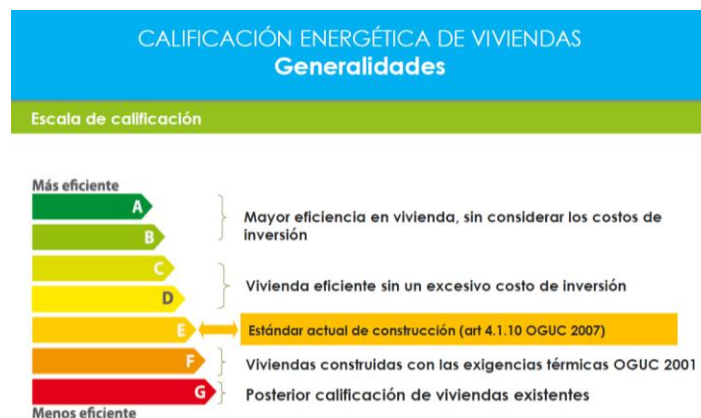 CALIFICACIÓN ENERGÉTICA DE VIVIENDAS
Generalidades
Escala de calificación
Más eficiente
A
B
Mayor eficiencia en vivienda, sin considerar los costos de
inversión
C
D
Vivienda eficiente sin un excesivo costo de inversión
E
Estándar actual de construcción (art 4.1.10 OGUC 2007)
F
Viviendas construidas con las exigencias térmicas OGUC 2001
G
Posterior calificación de viviendas existentes
Menos eficiente